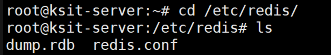 root@ksit-server:~# cd /etc/redis/
root@ksit-server:/etc/redis# ls
dump.rdb  redis.conf